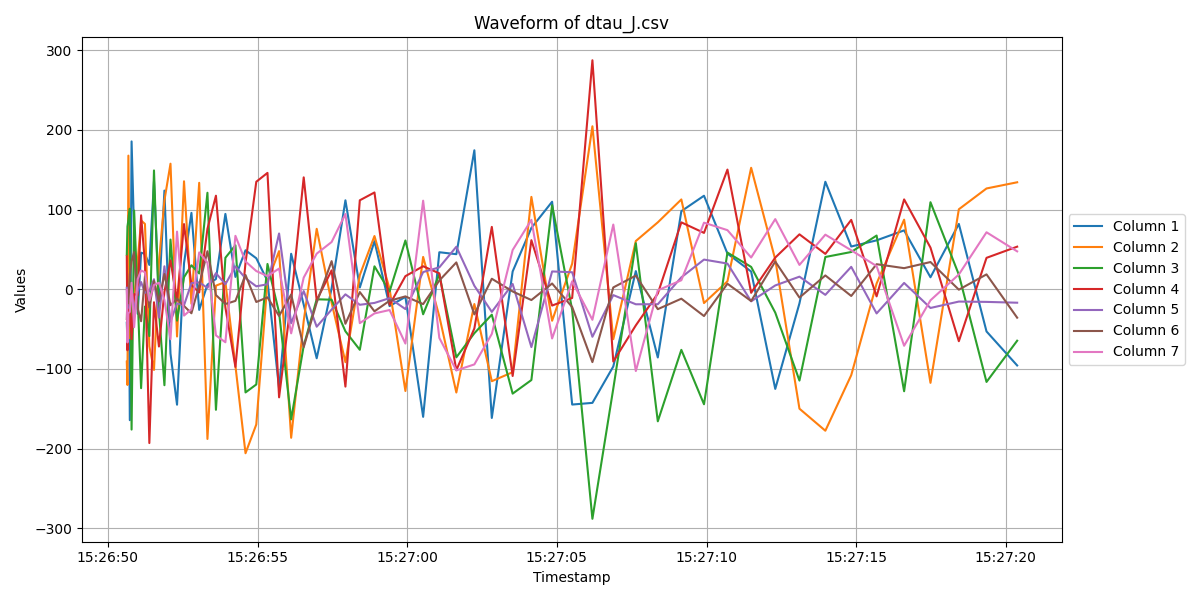 Waveform of dtau_J.csv
Values
300
200
100
0
−100
−200
−300
15:26:50
15:26:55
15:27:00
15:27:05
15:27:10
15:27:15
15:27:20
Timestamp
Column 1
Column 2
Column 3
Column 4
Column 5
Column 6
Column 7